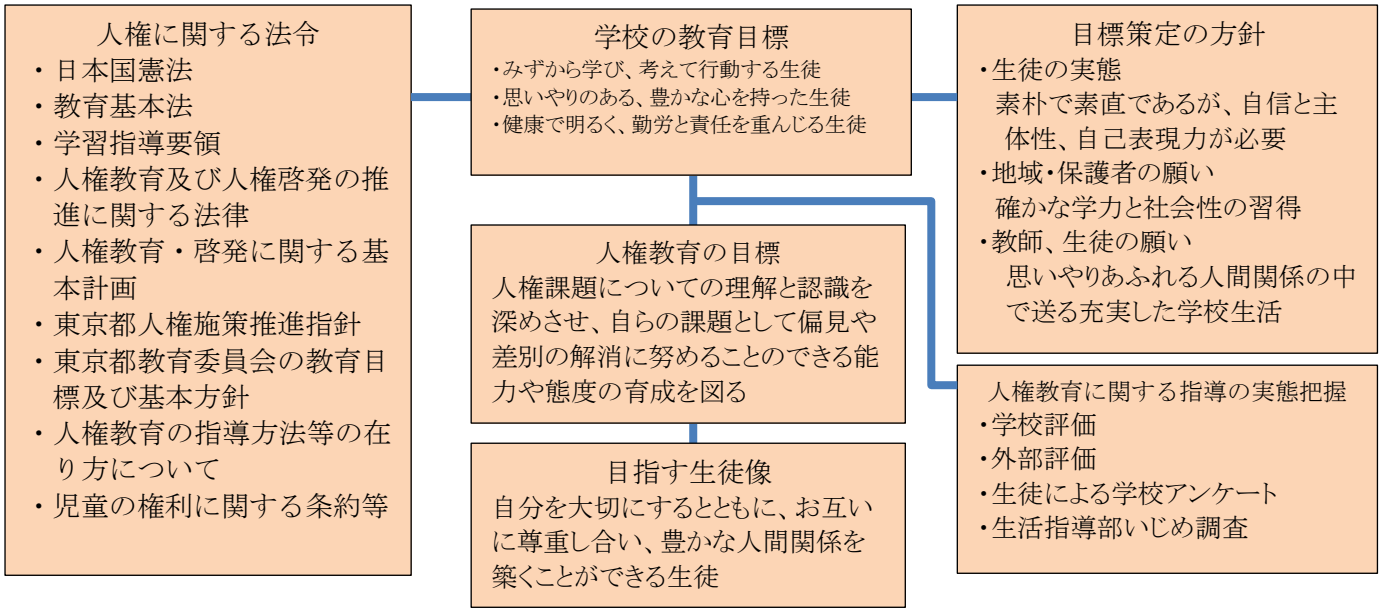 人権に関する法令
・日本国憲法
・教育基本法
・学習指導要領
・人権教育及び人権啓発の推
進に関する法律
・人権教育・啓発に関する基
本計画
・東京都人権施策推進指針
・東京都教育委員会の教育目
標及び基本方針
・人権教育の指導方法等の在
り方について
・児童の権利に関する条約等
学校の教育目標
・みずから学び、考えて行動する生徒
・思いやりのある、豊かな心を持った生徒
・健康で明るく、勤労と責任を重んじる生徒
人権教育の目標
人権課題についての理解と認識を
深めさせ、自らの課題として偏見や
差別の解消に努めることのできる能
力や態度の育成を図る
目指す生徒像
自分を大切にするとともに、お互い
に尊重し合い、豊かな人間関係を
築くことができる生徒
目標策定の方針
・生徒の実態
素朴で素直であるが、自信と主
体性、自己表現力が必要
・地域・保護者の願い
確かな学力と社会性の習得
・教師、生徒の願い
思いやりあふれる人間関係の中
で送る充実した学校生活
人権教育に関する指導の実態把握
・学校評価
・外部評価
・生徒による学校アンケート
・生活指導部いじめ調査